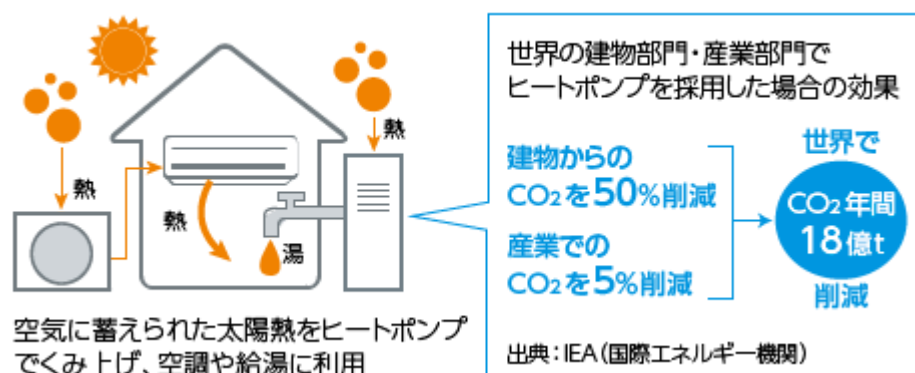 熱
熱
熱
湯
空気に蓄えられた太陽熱をヒートポンプ
でくみ上げ、空調や給湯に利用
世界の建物部門・産業部門で
ヒートポンプを採用した場合の効果
建物からの
CO2を50%削減
産業での
CO2を5%削減
世界で
CO2年間
18億t
削減
出典：IEA（国際エネルギー機関）